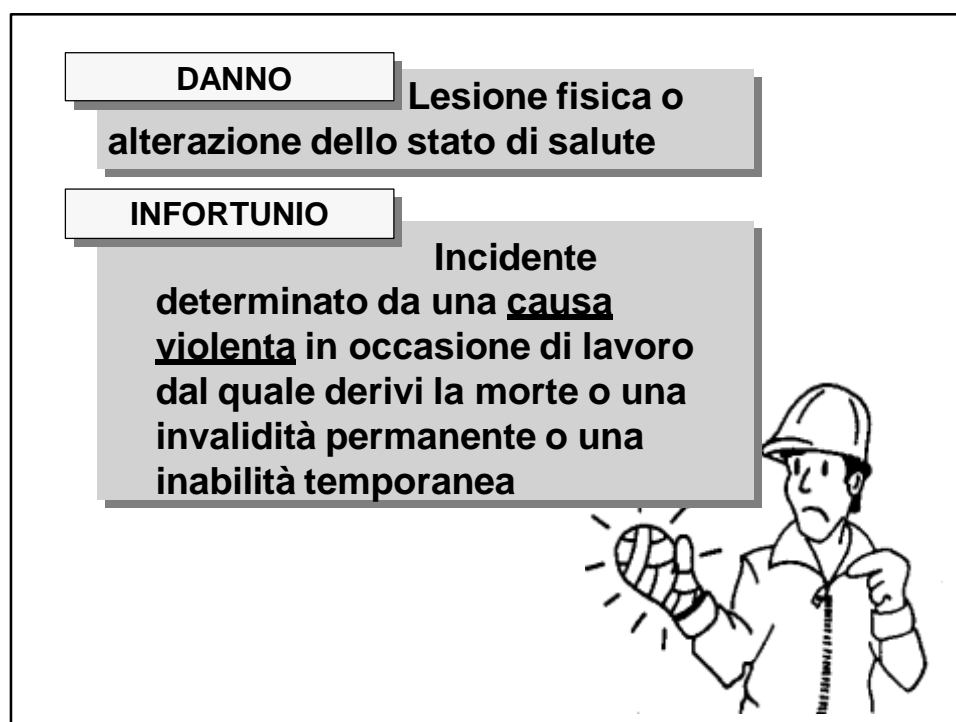 DANNO
Lesione fisica o
alterazione dello stato di salute
INFORTUNIO
Incidente
determinato da una causa
violenta in occasione di lavoro
dal quale derivi la morte o una
invalidità permanente o una
inabilità temporanea